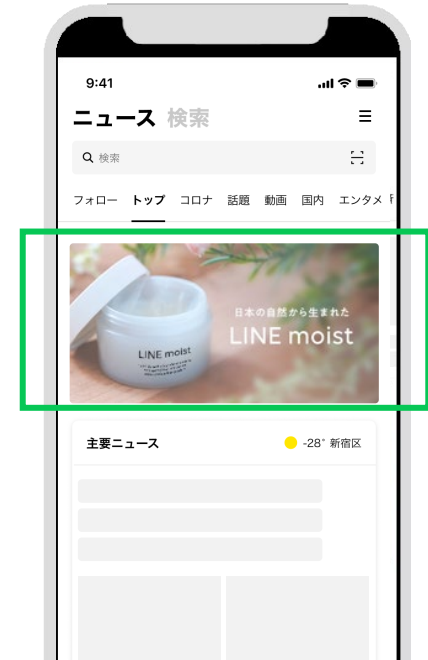 9:41
ニュース 検索
検索
フォロー トップ コロナ 話題 動画 国内 エンタメ
日本の自然から生まれた
LINE moist
LINE moist
主要ニュース -28° 新宿区